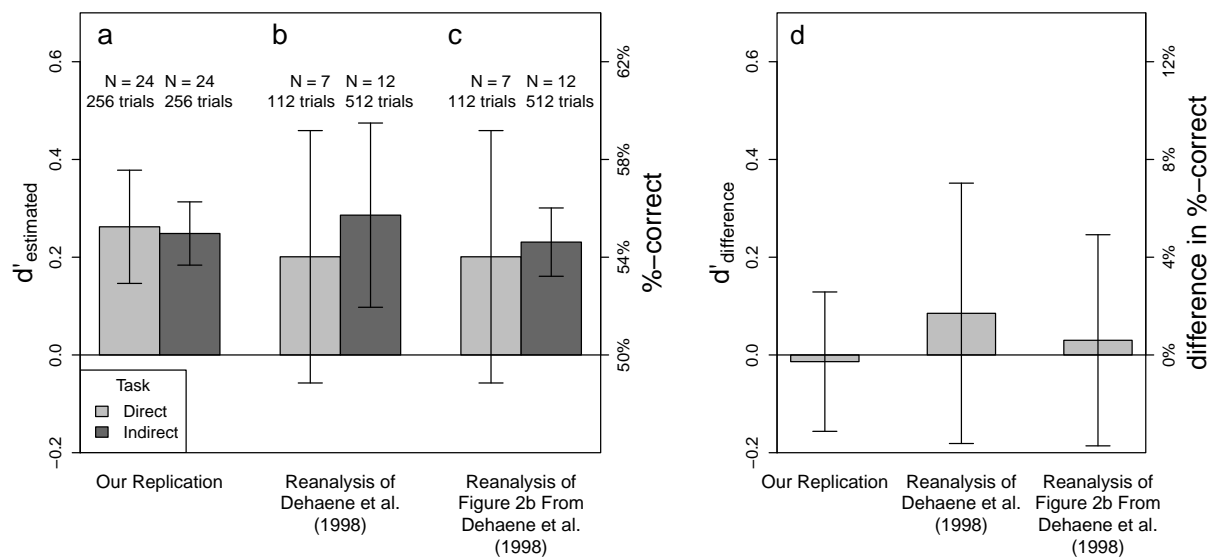 a
b
c
N = 24 N = 24
256 trials 256 trials
N = 7 N = 12
112 trials 512 trials
N = 7 N = 12
112 trials 512 trials
d'estimated
0.6
0.4
0.2
0.0
−0.2
62%
58%
54%
50%
%−correct
Task
Direct
Indirect
Our Replication
Reanalysis of
Dehaene et al.
(1998)
Reanalysis of
Figure 2b From
Dehaene et al.
(1998)
d
d'difference
0.6
0.4
0.2
0.0
−0.2
12%
8%
4%
0%
difference in %−correct
Our Replication
Reanalysis of
Dehaene et al.
(1998)
Reanalysis of
Figure 2b From
Dehaene et al.
(1998)